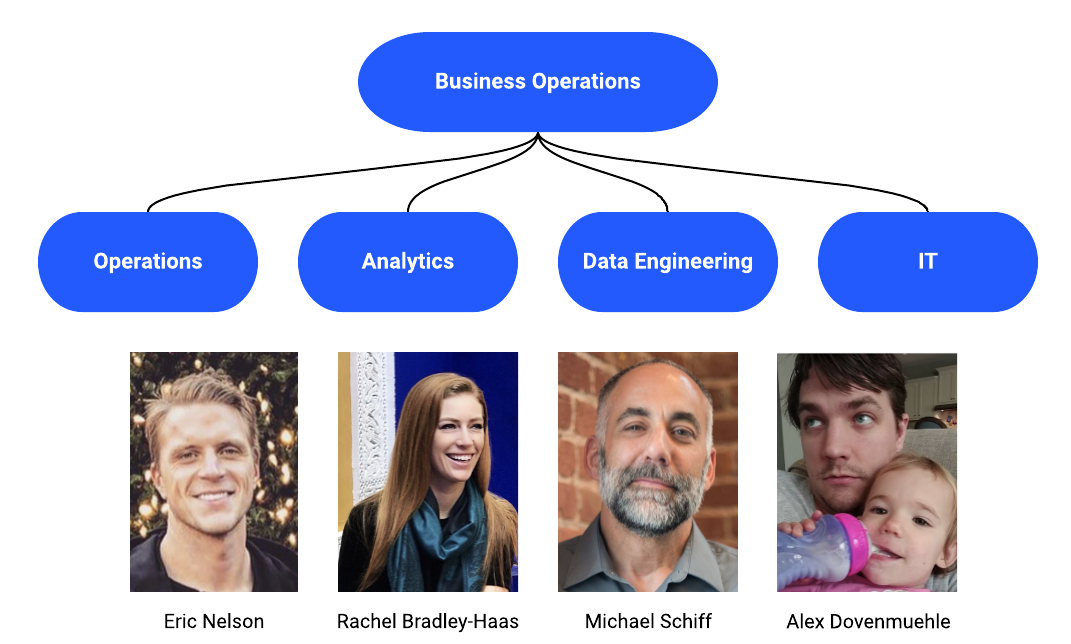 Business Operations
Operations
Analytics
Data Engineering
IT
Eric Nelson
Rachel Bradley-Haas
Michael Schiff
Alex Dovenmuehle